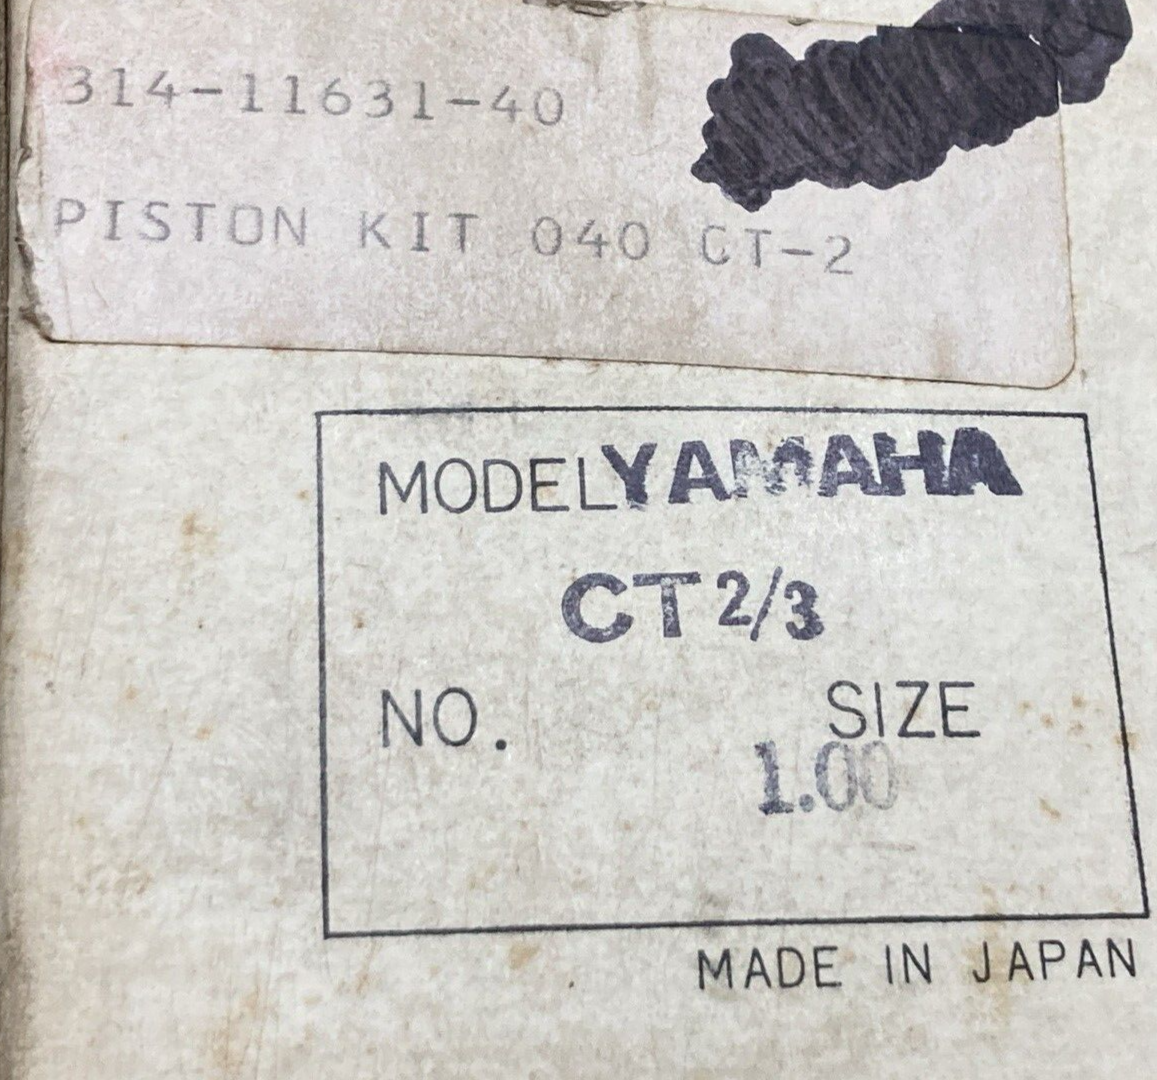 314-11631-40
PISTON KIT 040 CT-2
MODEL YAMAHA
CT 2/3
NO. SIZE
1.00
MADE IN JAPAN